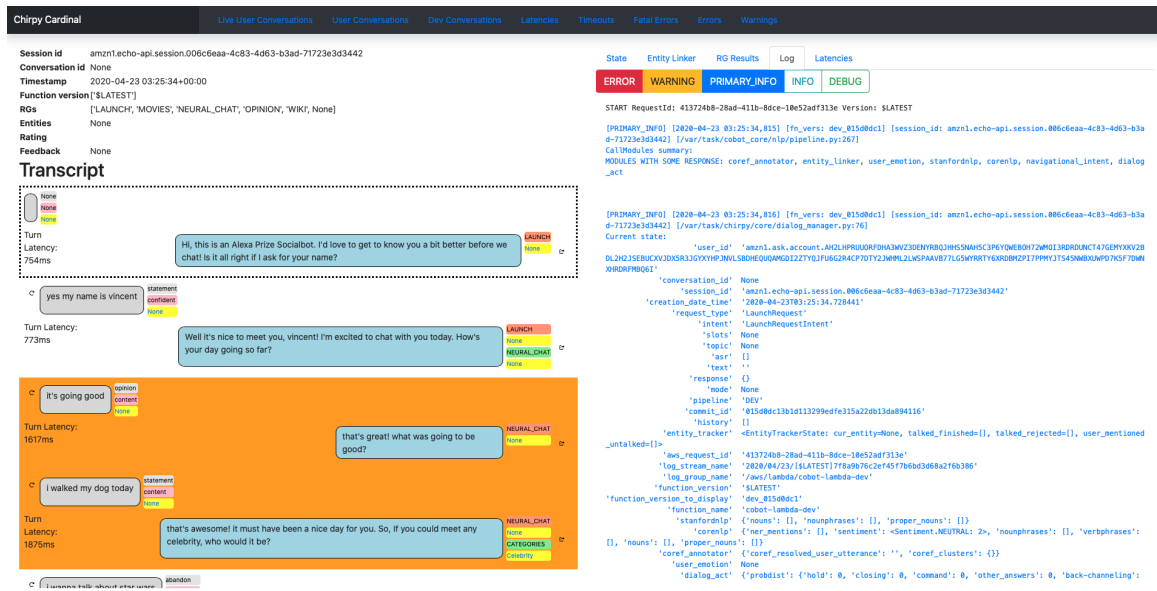 Chirpy Cardinal
Live User Conversations User Conversations Dev Conversations Latencies Timeouts Fatal Errors Errors Warnings
Session id amzn1.echo-api.session.006c6eaa-4c83-4d63-b3ad-71723e3d3442
Conversation id None
Timestamp 2020-04-23 03:25:34+00:00
Function version ['$LATEST']
RGs ['LAUNCH', 'MOVIES', 'NEURAL_CHAT', 'OPINION', 'WIKI', None]
Entities None
Rating
Feedback None
Transcript
None
None
None
Turn
Latency:
754ms
Hi, this is an Alexa Prize Socialbot. I'd love to get to know you a bit better before we
chat! Is it all right if I ask for your name?
LAUNCH
None
yes my name is vincent
statement
confident
None
Turn Latency:
773ms
Well it's nice to meet you, vincent! I'm excited to chat with you today. How's
your day going so far?
LAUNCH
None
NEURAL_CHAT
None
it's going good
opinion
content
None
Turn Latency:
1617ms
that's great! what was going to be
good?
NEURAL_CHAT
None
i walked my dog today
statement
content
None
Turn
Latency:
1875ms
that's awesome! it must have been a nice day for you. So, If you could meet any
celebrity, who would it be?
NEURAL_CHAT
None
CATEGORIES
Celebrity
i wanna talk about star wars
abandon
State Entity Linker RG Results Log Latencies
ERROR WARNING PRIMARY_INFO INFO DEBUG
START RequestId: 413724b8-28ad-411b-8dce-10e52adf313e Version: $LATEST
[PRIMARY_INFO] [2020-04-23 03:25:34,815] [fn_vers: dev_015d0dc1] [session_id: amzn1.echo-api.session.006c6eaa-4c83-4d63-b3a
d-71723e3d3442] [/var/task/cobot_core/nlp/pipeline.py:267]
CallModules summary:
MODULES WITH SOME RESPONSE: coref_annotator, entity_linker, user_emotion, stanfordnlp, corenlp, navigational_intent, dialog
_act
[PRIMARY_INFO] [2020-04-23 03:25:34,816] [fn_vers: dev_015d0dc1] [session_id: amzn1.echo-api.session.006c6eaa-4c83-4d63-b3a
d-71723e3d3442] [/var/task/chirpy/core/dialog_manager.py:76]
Current state:
'user_id'
'conversation_id' None
'session_id' 'amzn1.echo-api.session.006c6eaa-4c83-4d63-b3ad-71723e3d3442'
'creation_date_time' '2020-04-23T03:25:34.728441'
'request_type' 'LaunchRequest'
'intent' 'LaunchRequestIntent'
'slots' None
'topic' None
'asr' []
'text' ''
'response' {}
'mode' None
'pipeline' 'DEV'
'commit_id' '015d0dc13b1d113299edfe315a22db13da894116'
'history' []
'entity_tracker' <EntityTrackerState: cur_entity=None, talked_finished=[], talked_rejected=[], user_mentioned
_untalked=[]>
'aws_request_id' '413724b8-28ad-411b-8dce-10e52adf313e'
'log_stream_name' '2020/04/23/[$LATEST]7f8a9b76c2ef45f7b6bd3d68a2f6b386'
'log_group_name' '/aws/lambda/cobot-lambda-dev'
'function_version' '$LATEST'
'function_version_to_display' 'dev_015d0dc1'
'function_name' 'cobot-lambda-dev'
'stanfordnlp' {'nouns': [], 'nounphrases': [], 'proper_nouns': []}
'corenlp' {'ner_mentions': [], 'sentiment': <Sentiment.NEUTRAL: 2>, 'nounphrases': [], 'verbphrases':
[], 'nouns': [], 'proper_nouns': []}
'coref_annotator' {'coref_resolved_user_utterance': '', 'coref_clusters': {}}
'user_emotion' None
'dialog_act' {'probdist': {'hold': 0, 'closing': 0, 'command': 0, 'other_answers': 0, 'back-channeling':